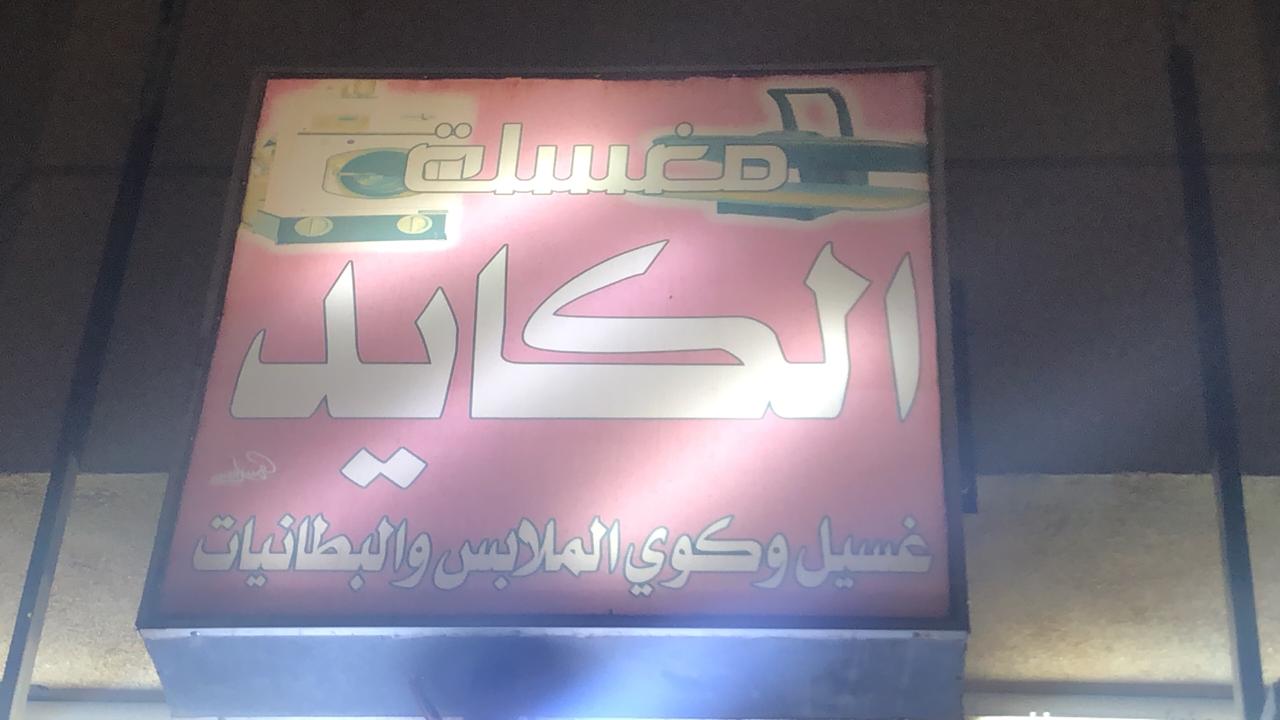 مغسلة
الكايد
غسيل وكوي الملابس والبطانيات